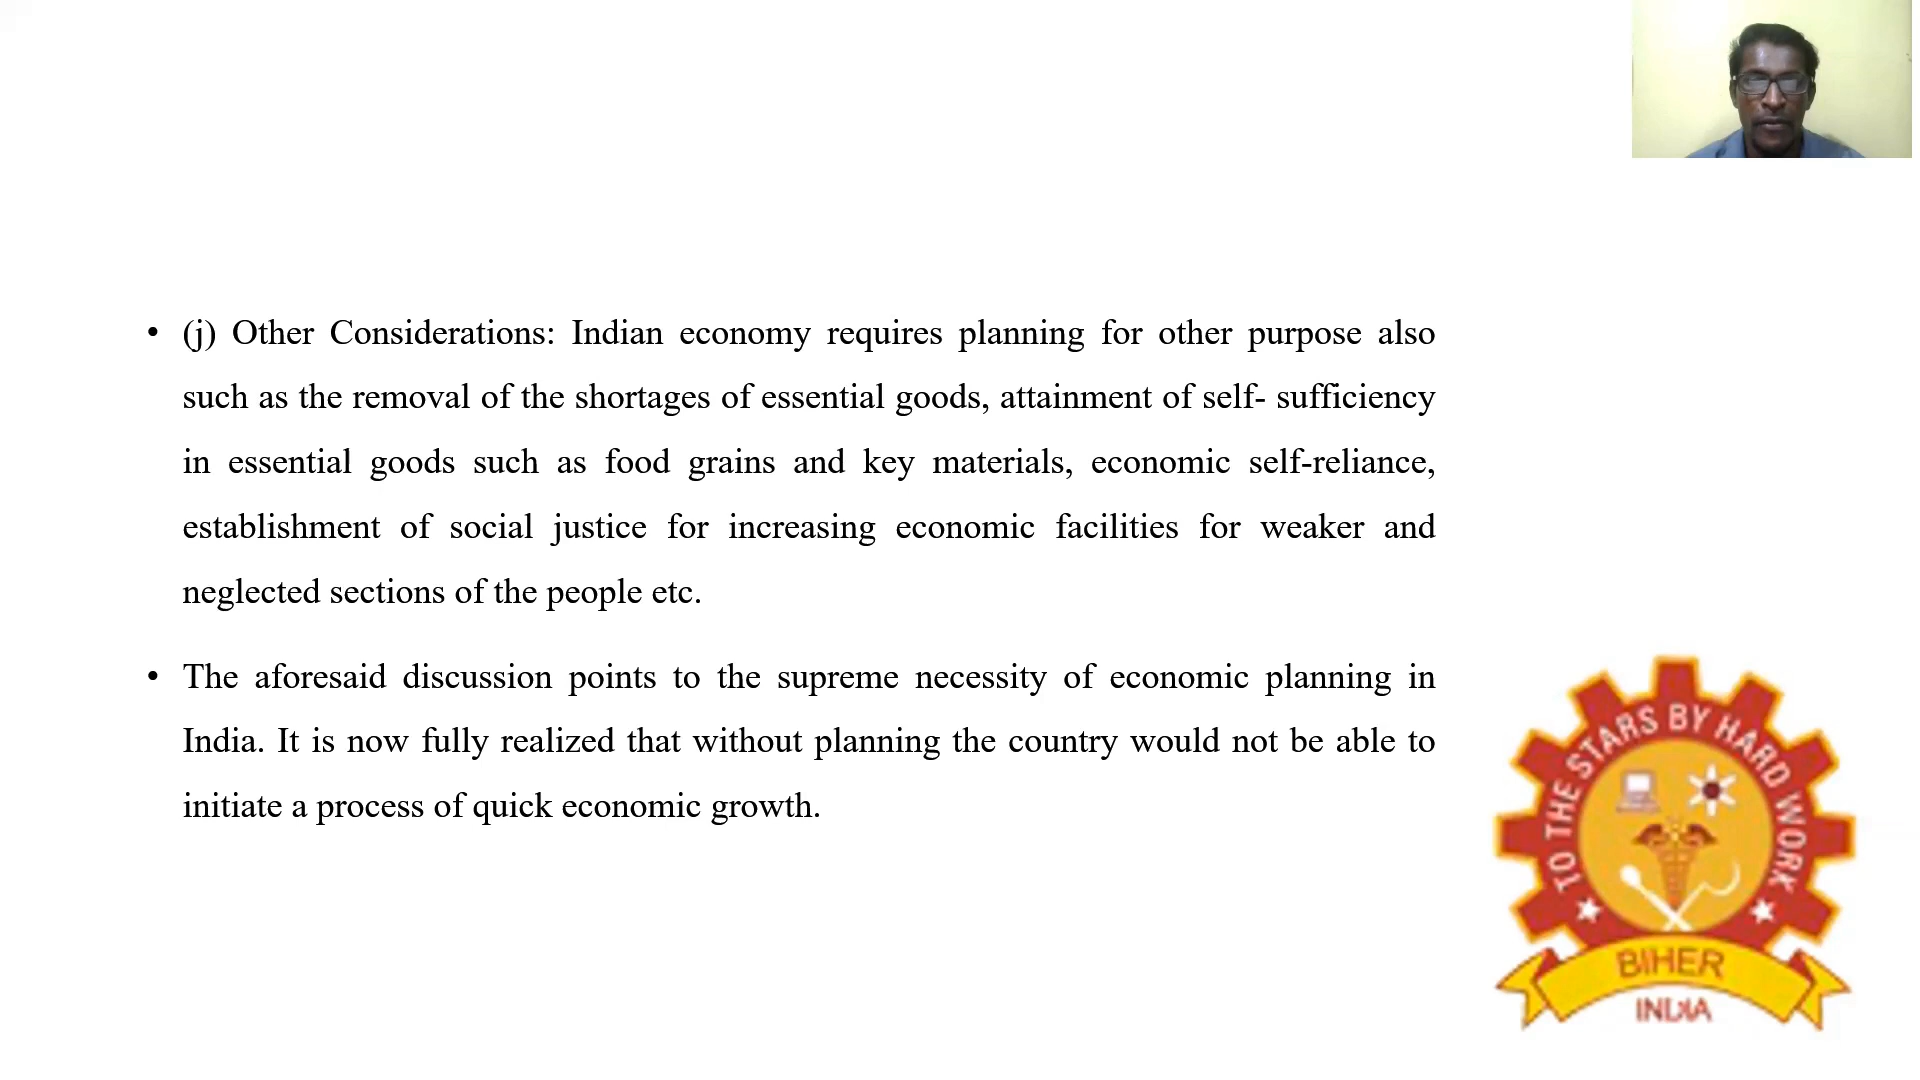 • (j) Other Considerations: Indian economy requires planning for other purpose also
such as the removal of the shortages of essential goods, attainment of self- sufficiency
in essential goods such as food grains and key materials, economic self-reliance,
establishment of social justice for increasing economic facilities for weaker and
neglected sections of the people etc.
• The aforesaid discussion points to the supreme necessity of economic planning in
India. It is now fully realized that without planning the country would not be able to
initiate a process of quick economic growth.
TO THE STARS BY HARD WORK
BIHER
INDIA